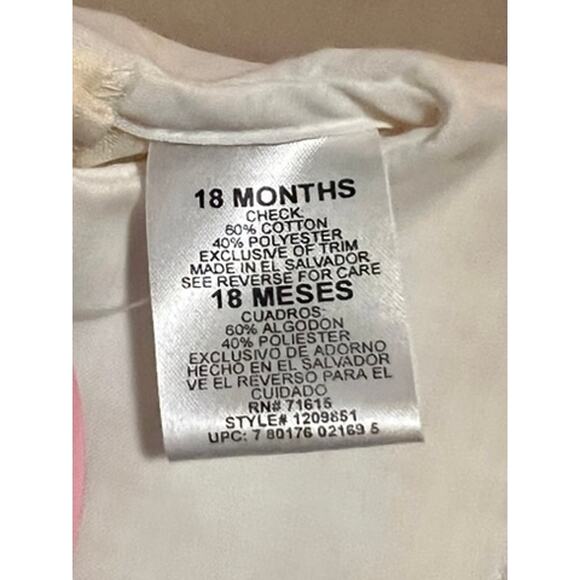 18 MONTHS
CHECK:
60% COTTON
40% POLYESTER
EXCLUSIVE OF TRIM
MADE IN EL SALVADOR
SEE REVERSE FOR CARE
18 MESES
CUADROS:
60% ALGODÓN
40% POLIESTER
EXCLUSIVO DE ADORNO
HECHO EN EL SALVADOR
VE EL REVERSO PARA EL
CUIDADO
RN# 71615
STYLE# 1209851
UPC: 7 80176 02169 5